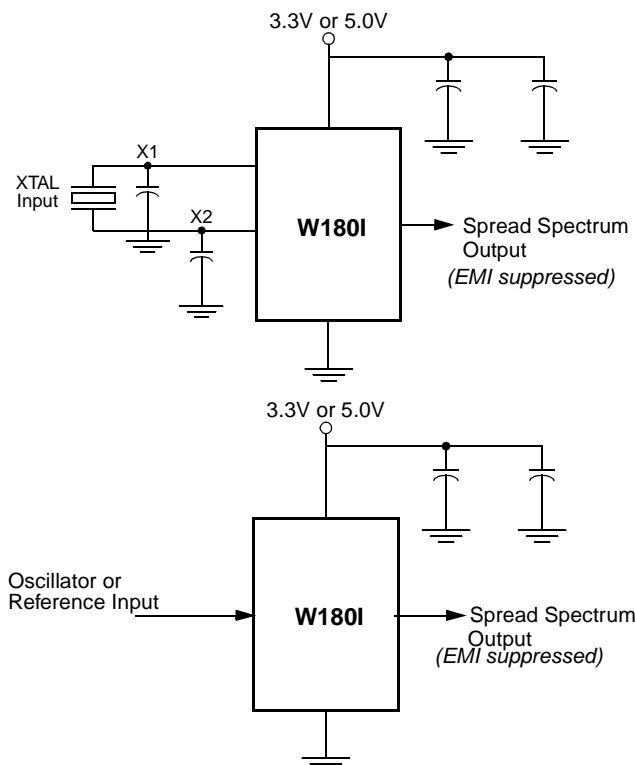 3.3V or 5.0V
X1
XTAL
Input
X2
W180I
Spread Spectrum
Output
(EMI suppressed)
3.3V or 5.0V
Oscillator or
Reference Input
W180I
Spread Spectrum
Output
(EMI suppressed)